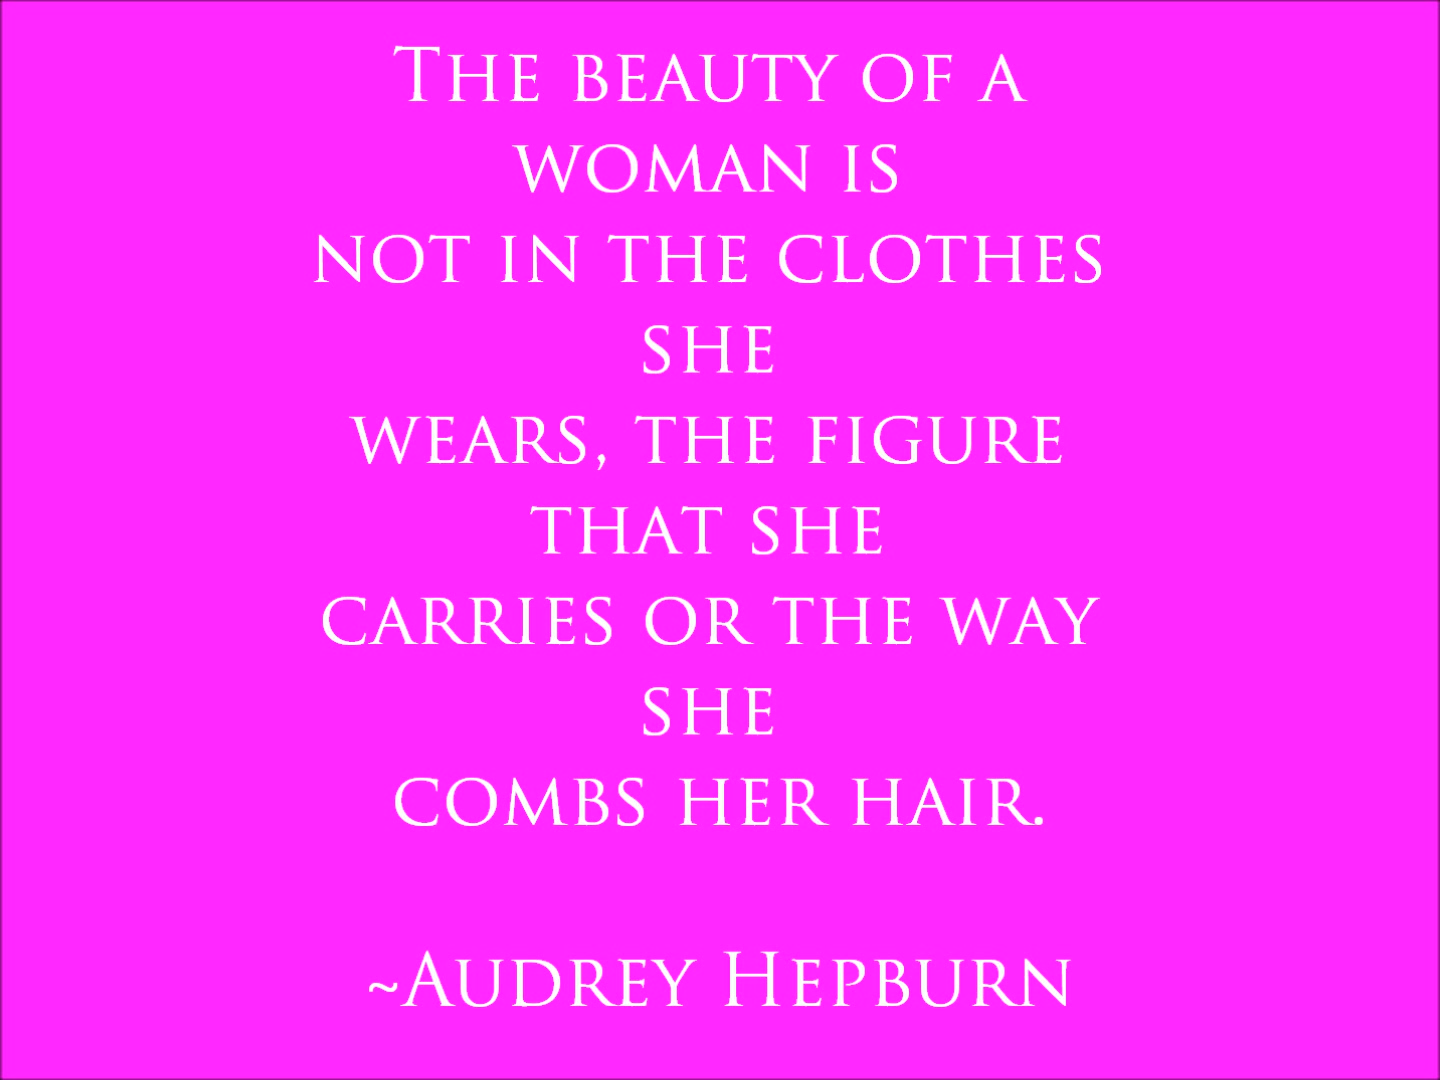 The beauty of a
woman is
not in the clothes
she
wears, the figure
that she
carries or the way
she
combs her hair.
~Audrey Hepburn